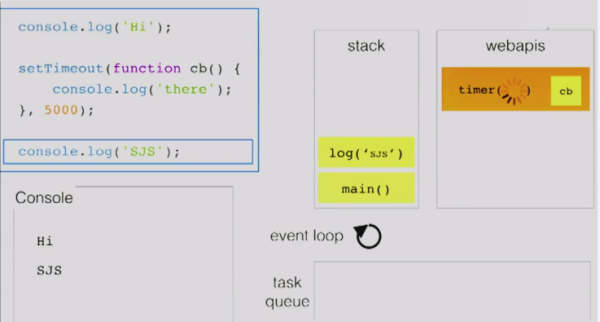 console.log('Hi');
setTimeout(function cb() {
console.log('there');
}, 5000);
console.log('SJS');
Console
Hi
SJS
stack
log('SJS')
main()
webapis
timer( )
cb
event loop
task
queue